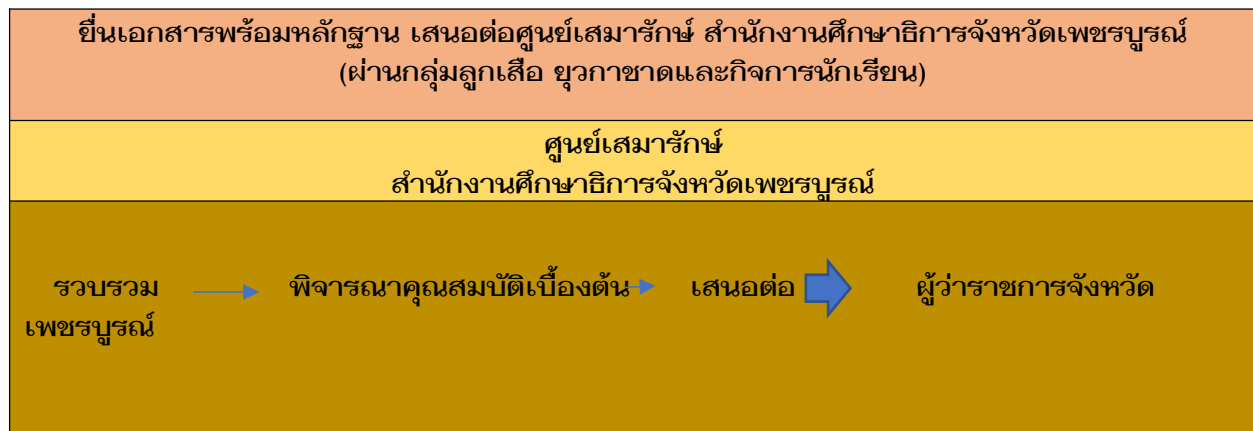 ยื่นเอกสารพร้อมหลักฐาน เสนอต่อศูนย์เสมารักษ์ สำนักงานศึกษาธิการจังหวัดเพชรบูรณ์
(ผ่านกลุ่มลูกเสือ ยุวกาชาดและกิจการนักเรียน)
ศูนย์เสมารักษ์
สำนักงานศึกษาธิการจังหวัดเพชรบูรณ์
รวบรวม พิจารณาคุณสมบัติเบื้องต้น เสนอต่อ ผู้ว่าราชการจังหวัด
เพชรบูรณ์